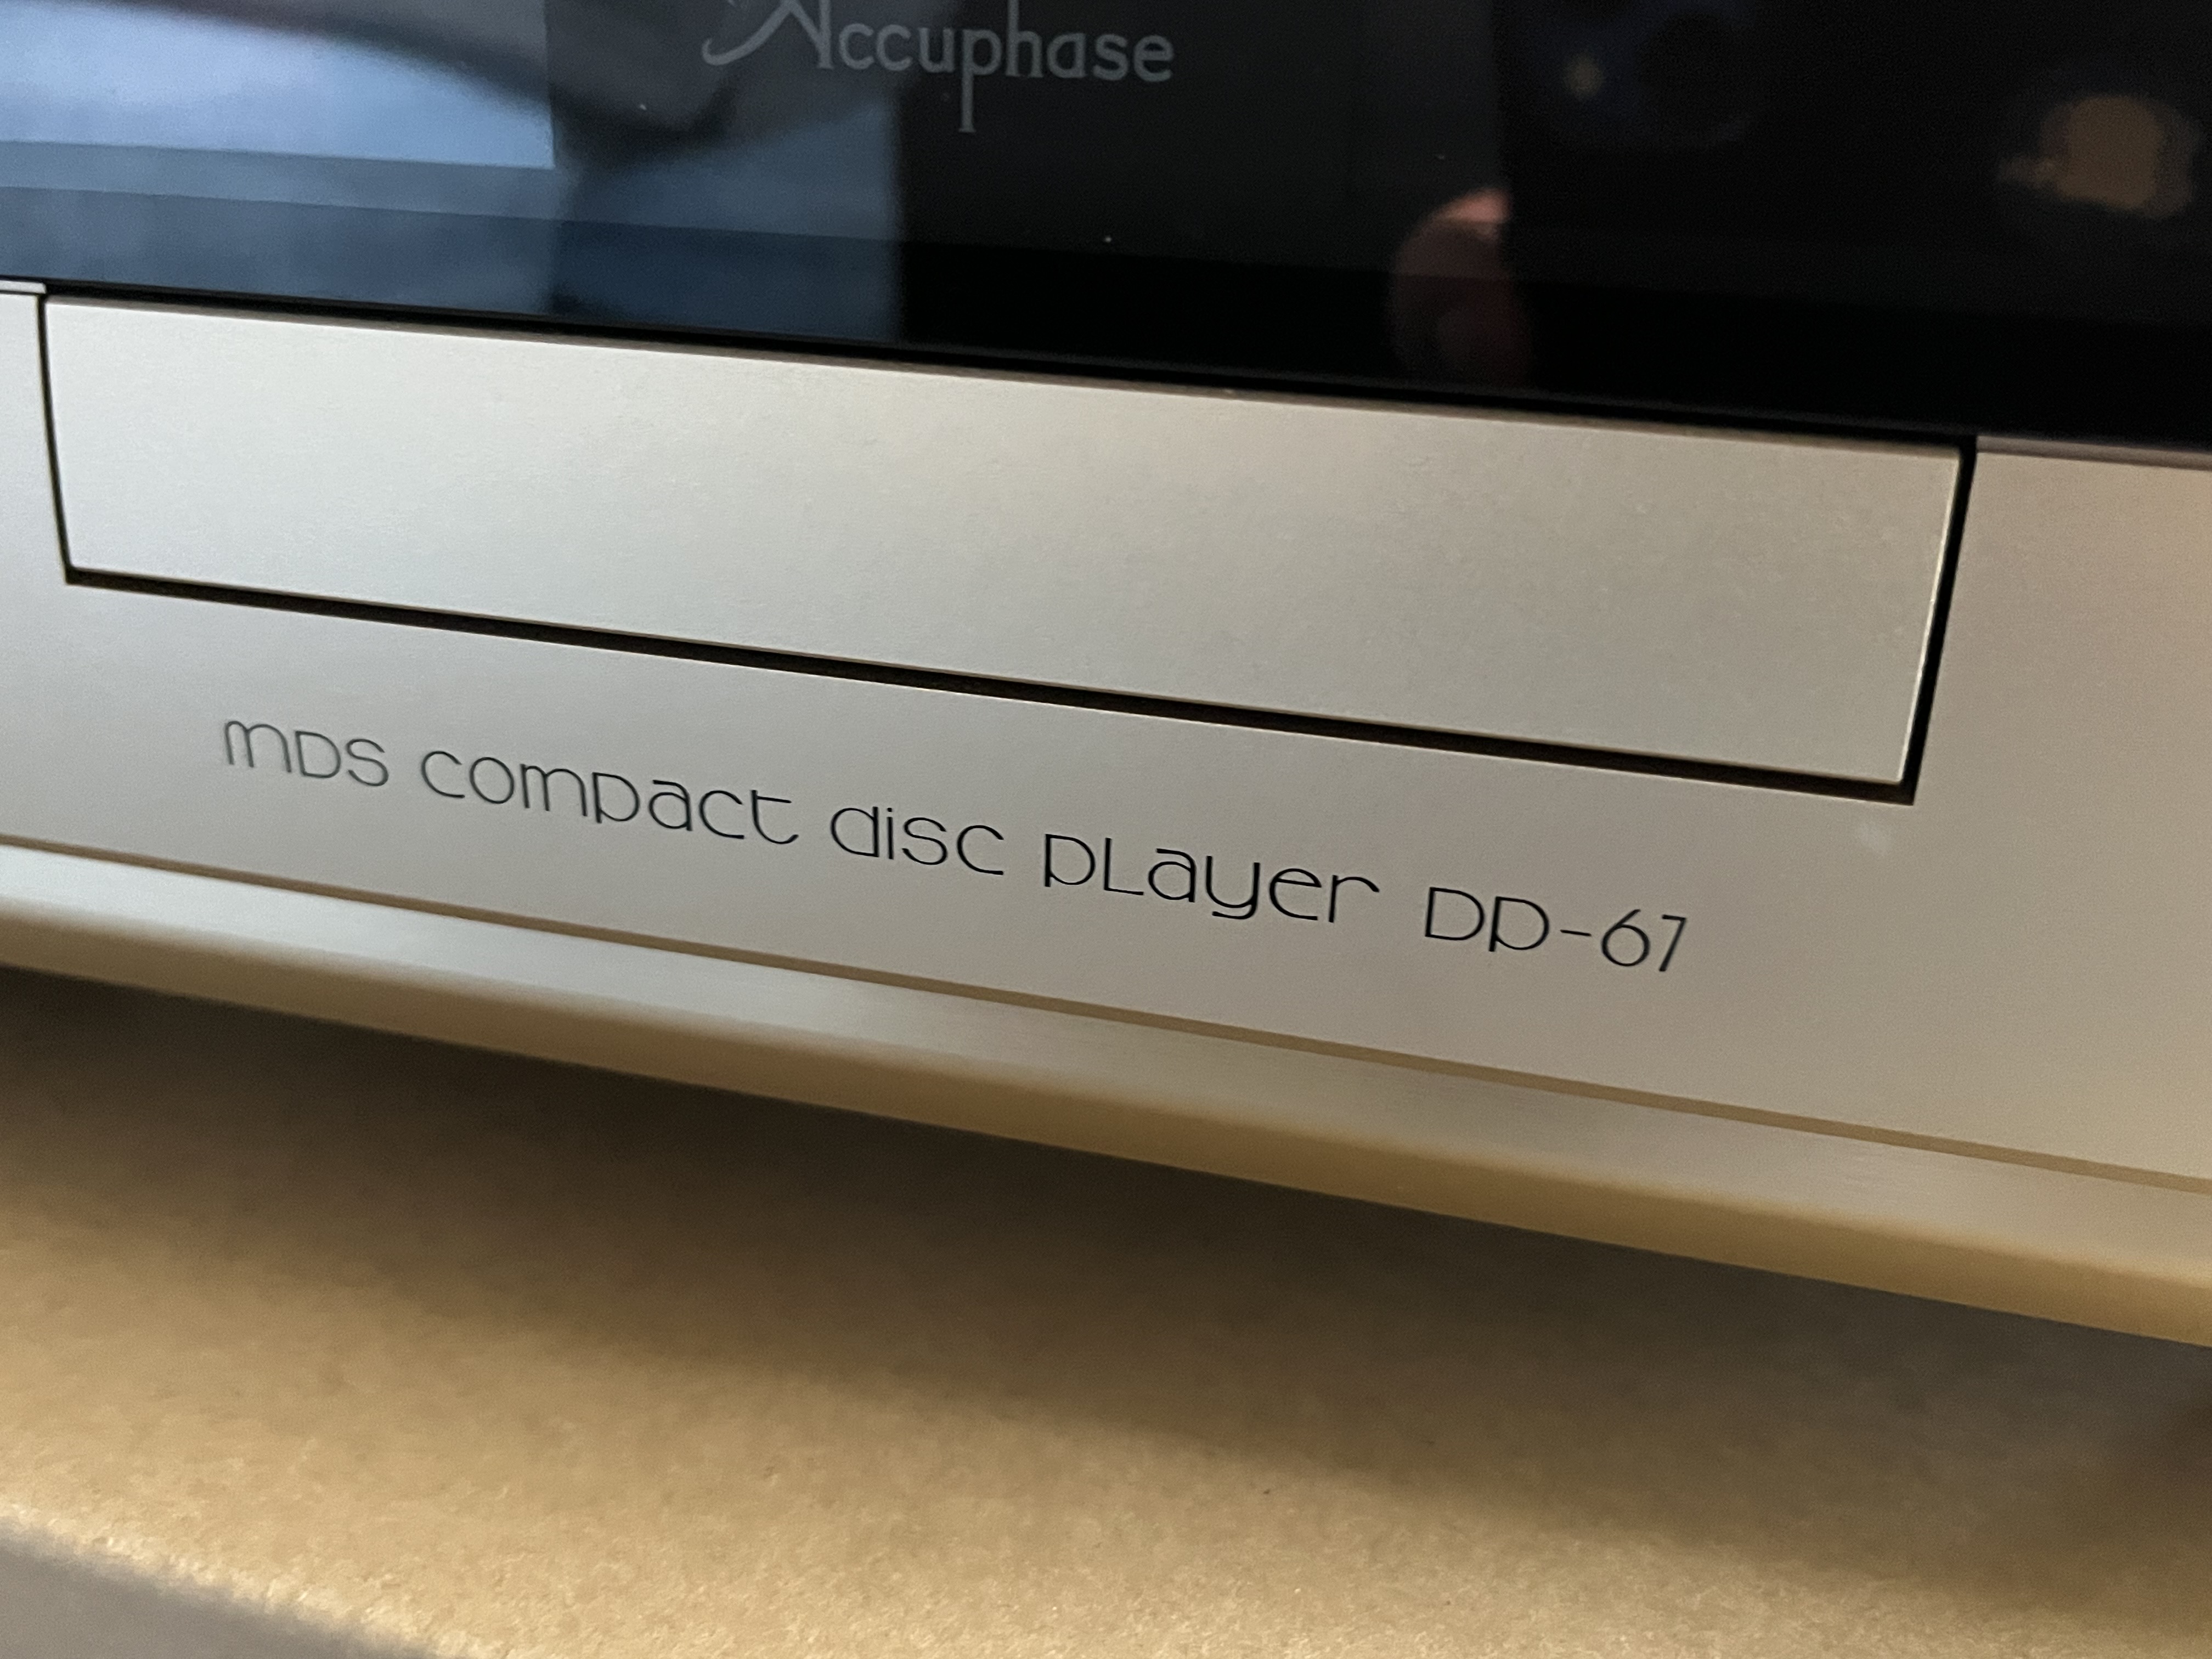 Accuphase
MDS compact disc player DP-67